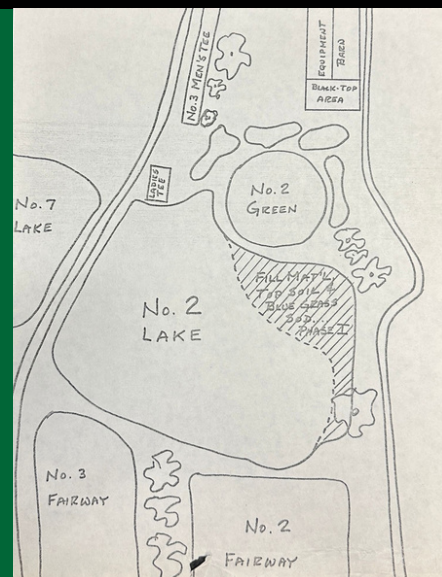 No. 3 MEN'S TEE
EQUIPMENT
BARN
BLACK-TOP
AREA
LADIES
TEE
No. 2
GREEN
No. 7
LAKE
FILL MAT'L
TOP SOIL &
BLUE GRASS
SOD.
PHASE I
No. 2
LAKE
No. 3
FAIRWAY
No. 2
FAIRWAY